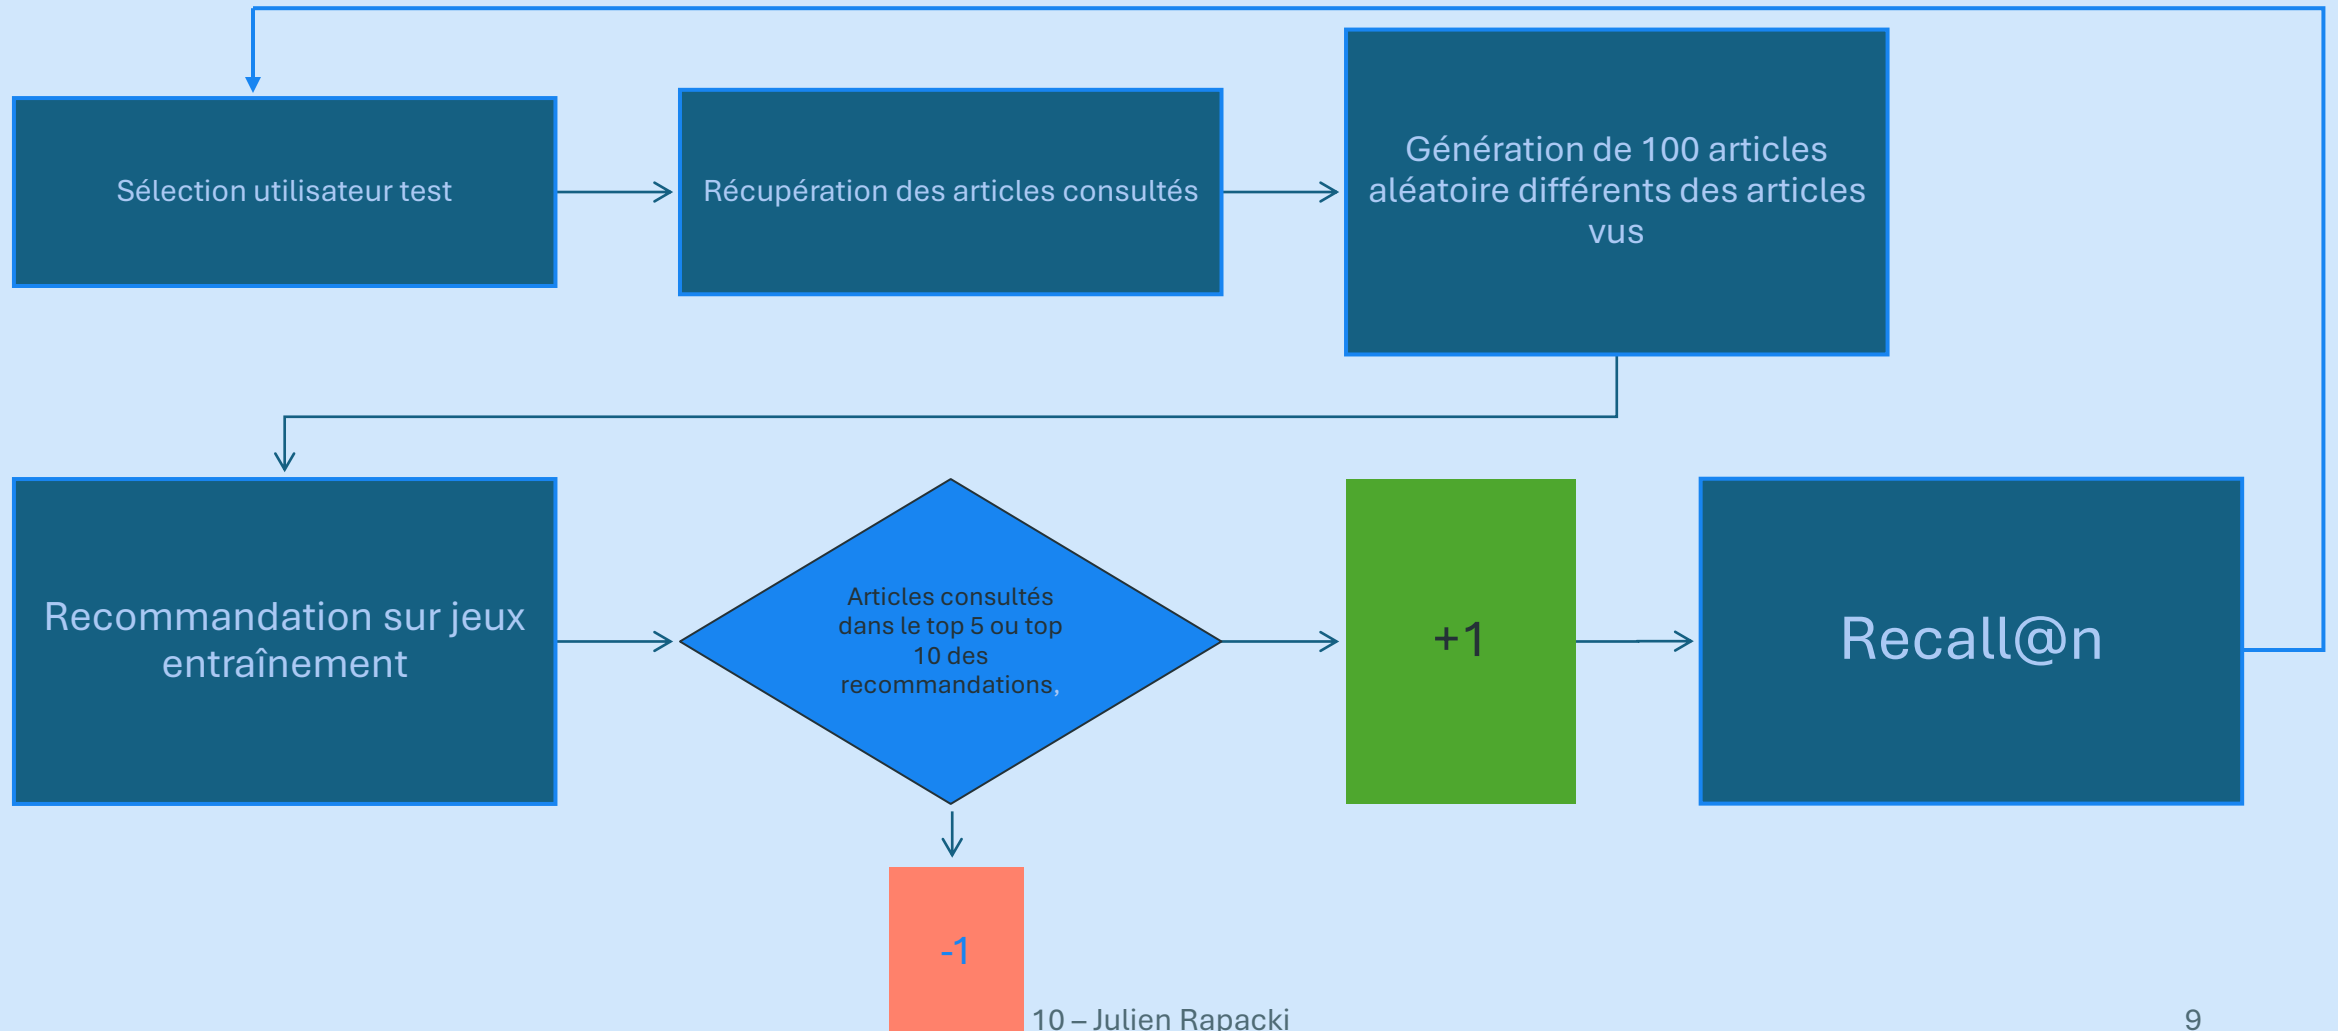 Sélection utilisateur test
Récupération des articles consultés
Génération de 100 articles
aléatoire différents des articles
vus
Recommandation sur jeux
entraînement
Articles consultés
dans le top 5 ou top
10 des
recommandations,
+1
Recall@n
-1
10 – Julien Rapacki
9